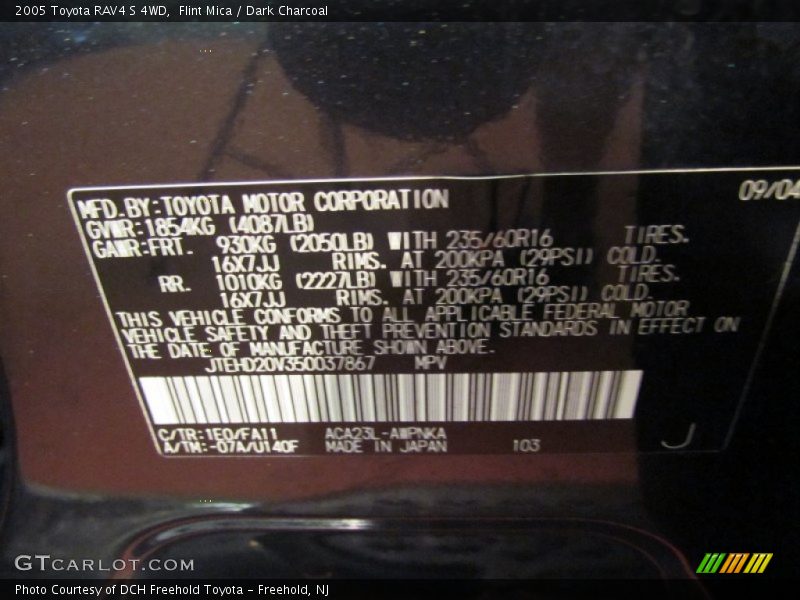 2005 Toyota RAV4 S 4WD,  Flint Mica / Dark Charcoal
09/04
MFD.BY:TOYOTA MOTOR CORPORATION
GVWR:1854KG (4087LB)
GAWR:FRT. 930KG (2050LB) WITH 235/60R16 TIRES.
16X7JJ RIMS. AT 200KPA (29PSI) COLD.
RR. 1010KG (2227LB) WITH 235/60R16 TIRES.
16X7JJ RIMS. AT 200KPA (29PSI) COLD.
THIS VEHICLE CONFORMS TO ALL APPLICABLE FEDERAL MOTOR
VEHICLE SAFETY AND THEFT PREVENTION STANDARDS IN EFFECT ON
THE DATE OF MANUFACTURE SHOWN ABOVE.
JTEHD20V350037867 MPV
C/TR:1E0/FA11 ACA23L-AWPNKA
A/TM:-07A/U140F MADE IN JAPAN 103 J
GTCARLOT.COM
Photo Courtesy of DCH Freehold Toyota – Freehold, NJ